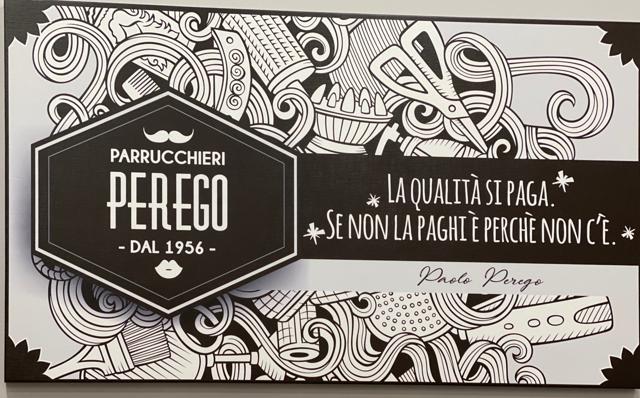 PARRUCCHIERI
PEREGO
- DAL 1956 -
LA QUALITÀ SI PAGA.
SE NON LA PAGHI È PERCHÈ NON C'È.
Paolo Perego